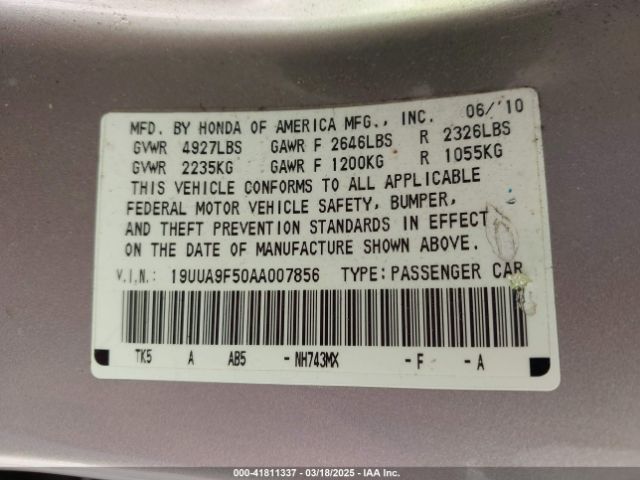 MFD. BY HONDA OF AMERICA MFG., INC. 06/'10
GVWR 4927LBS GAWR F 2646LBS R 2326LBS
GVWR 2235KG GAWR F 1200KG R 1055KG
THIS VEHICLE CONFORMS TO ALL APPLICABLE
FEDERAL MOTOR VEHICLE SAFETY, BUMPER,
AND THEFT PREVENTION STANDARDS IN EFFECT
ON THE DATE OF MANUFACTURE SHOWN ABOVE.
V.I.N.: 19UUA9F50AA007856 TYPE: PASSENGER CAR
TK5 A AB5 -NH743MX -F -A
000-41811337 | 03/18/2025 | IAA Inc.